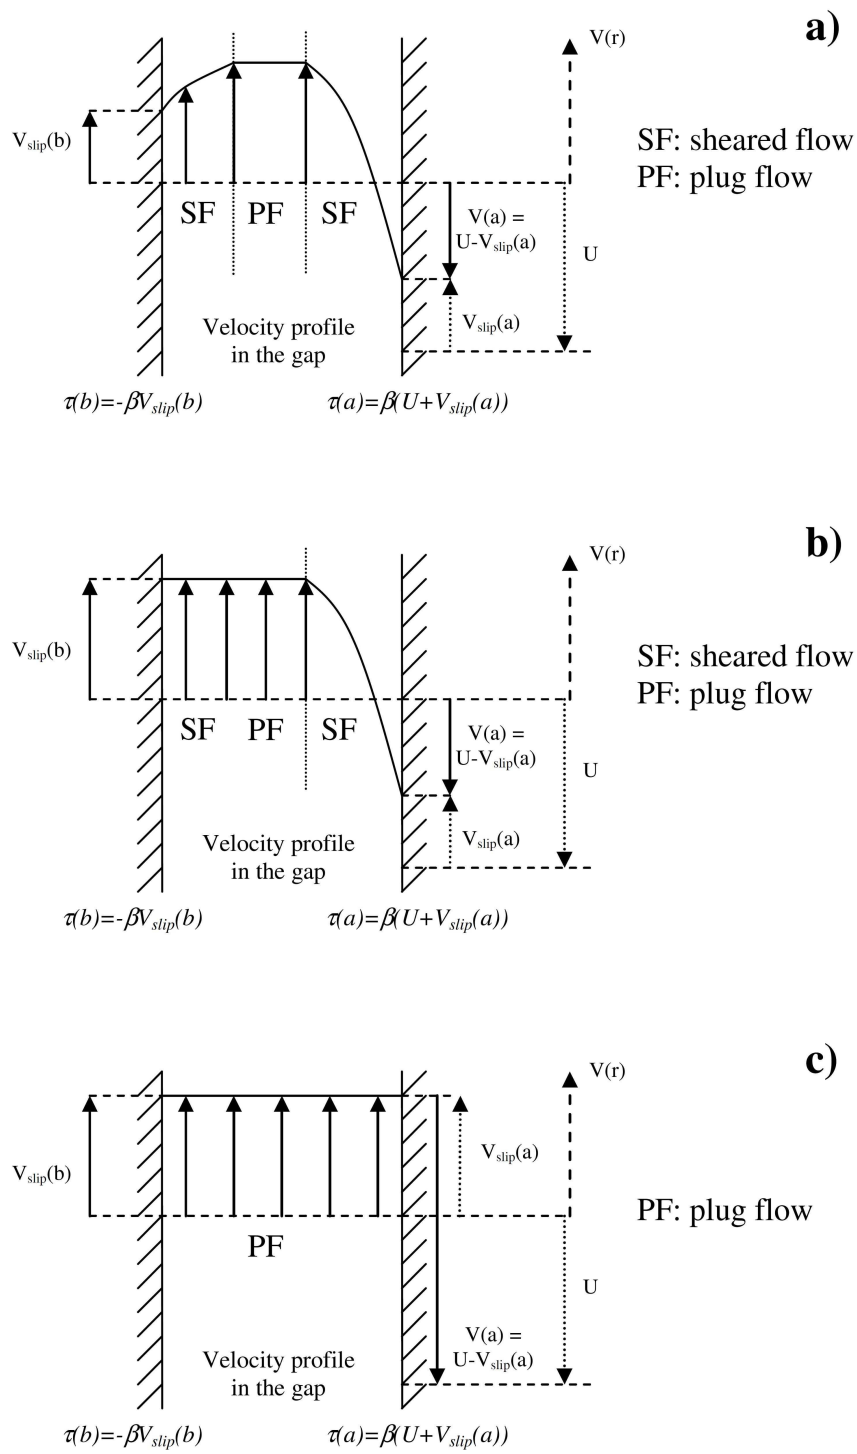 a)
V(r)
V_slip(b)
SF: sheared flow
PF: plug flow
SF PF SF
V(a) =
U-V_slip(a)
U
V_slip(a)
Velocity profile
in the gap
τ(b)=-βV_slip(b) τ(a)=β(U+V_slip(a))
b)
V(r)
V_slip(b)
SF: sheared flow
PF: plug flow
SF PF SF
V(a) =
U-V_slip(a)
U
V_slip(a)
Velocity profile
in the gap
τ(b)=-βV_slip(b) τ(a)=β(U+V_slip(a))
c)
V(r)
V_slip(a)
V_slip(b)
PF: plug flow
PF
U
V(a) =
U-V_slip(a)
Velocity profile
in the gap
τ(b)=-βV_slip(b) τ(a)=β(U+V_slip(a))